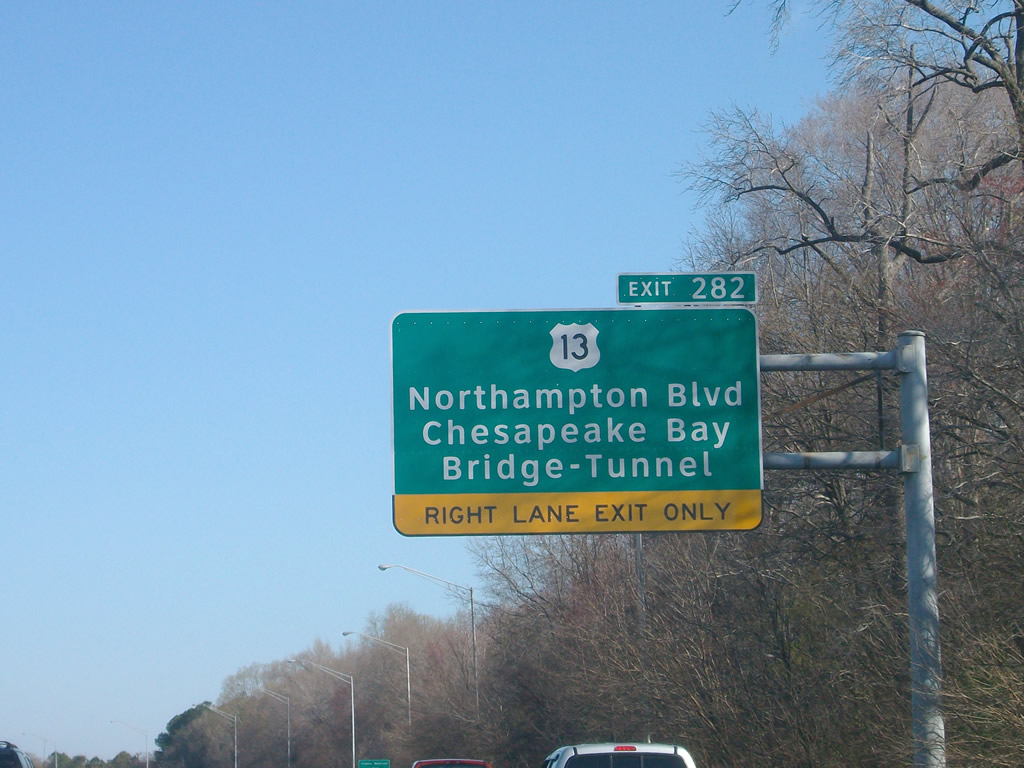 EXIT 282
13
Northampton Blvd
Chesapeake Bay
Bridge-Tunnel
RIGHT LANE EXIT ONLY